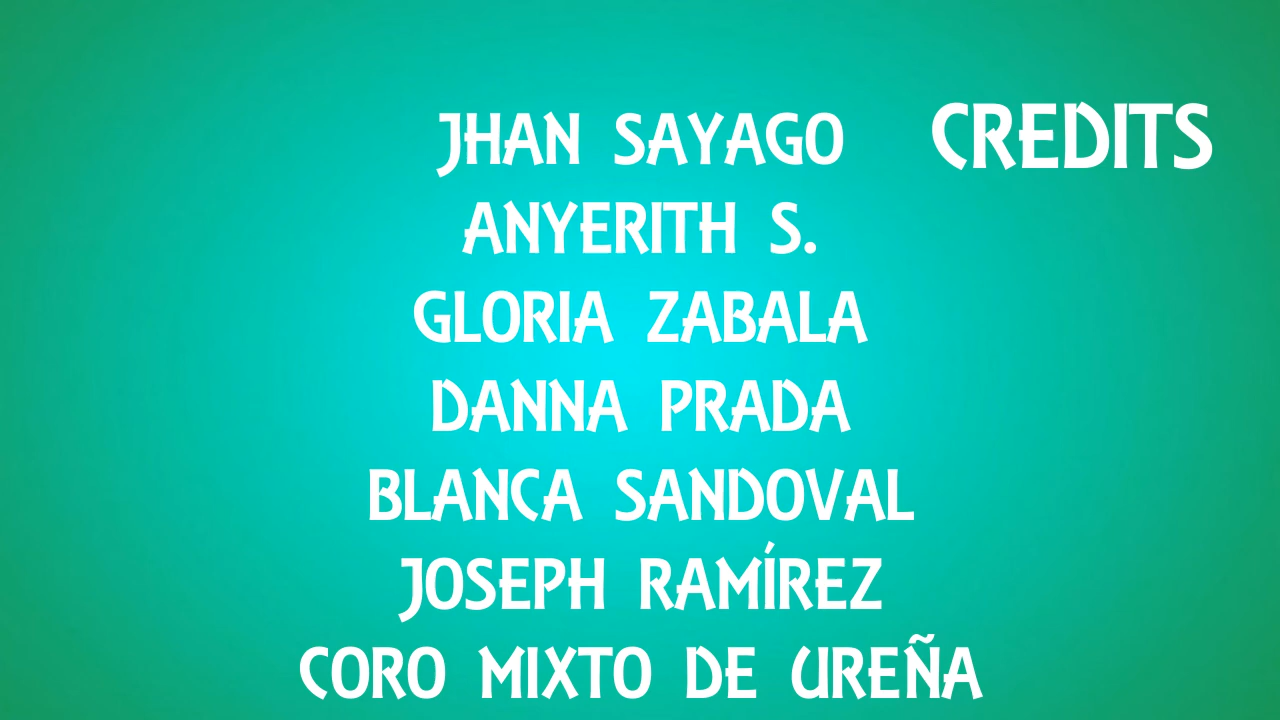 CREDITS
JHAN SAYAGO
ANYERITH S.
GLORIA ZABALA
DANNA PRADA
BLANCA SANDOVAL
JOSEPH RAMÍREZ
CORO MIXTO DE UREÑA